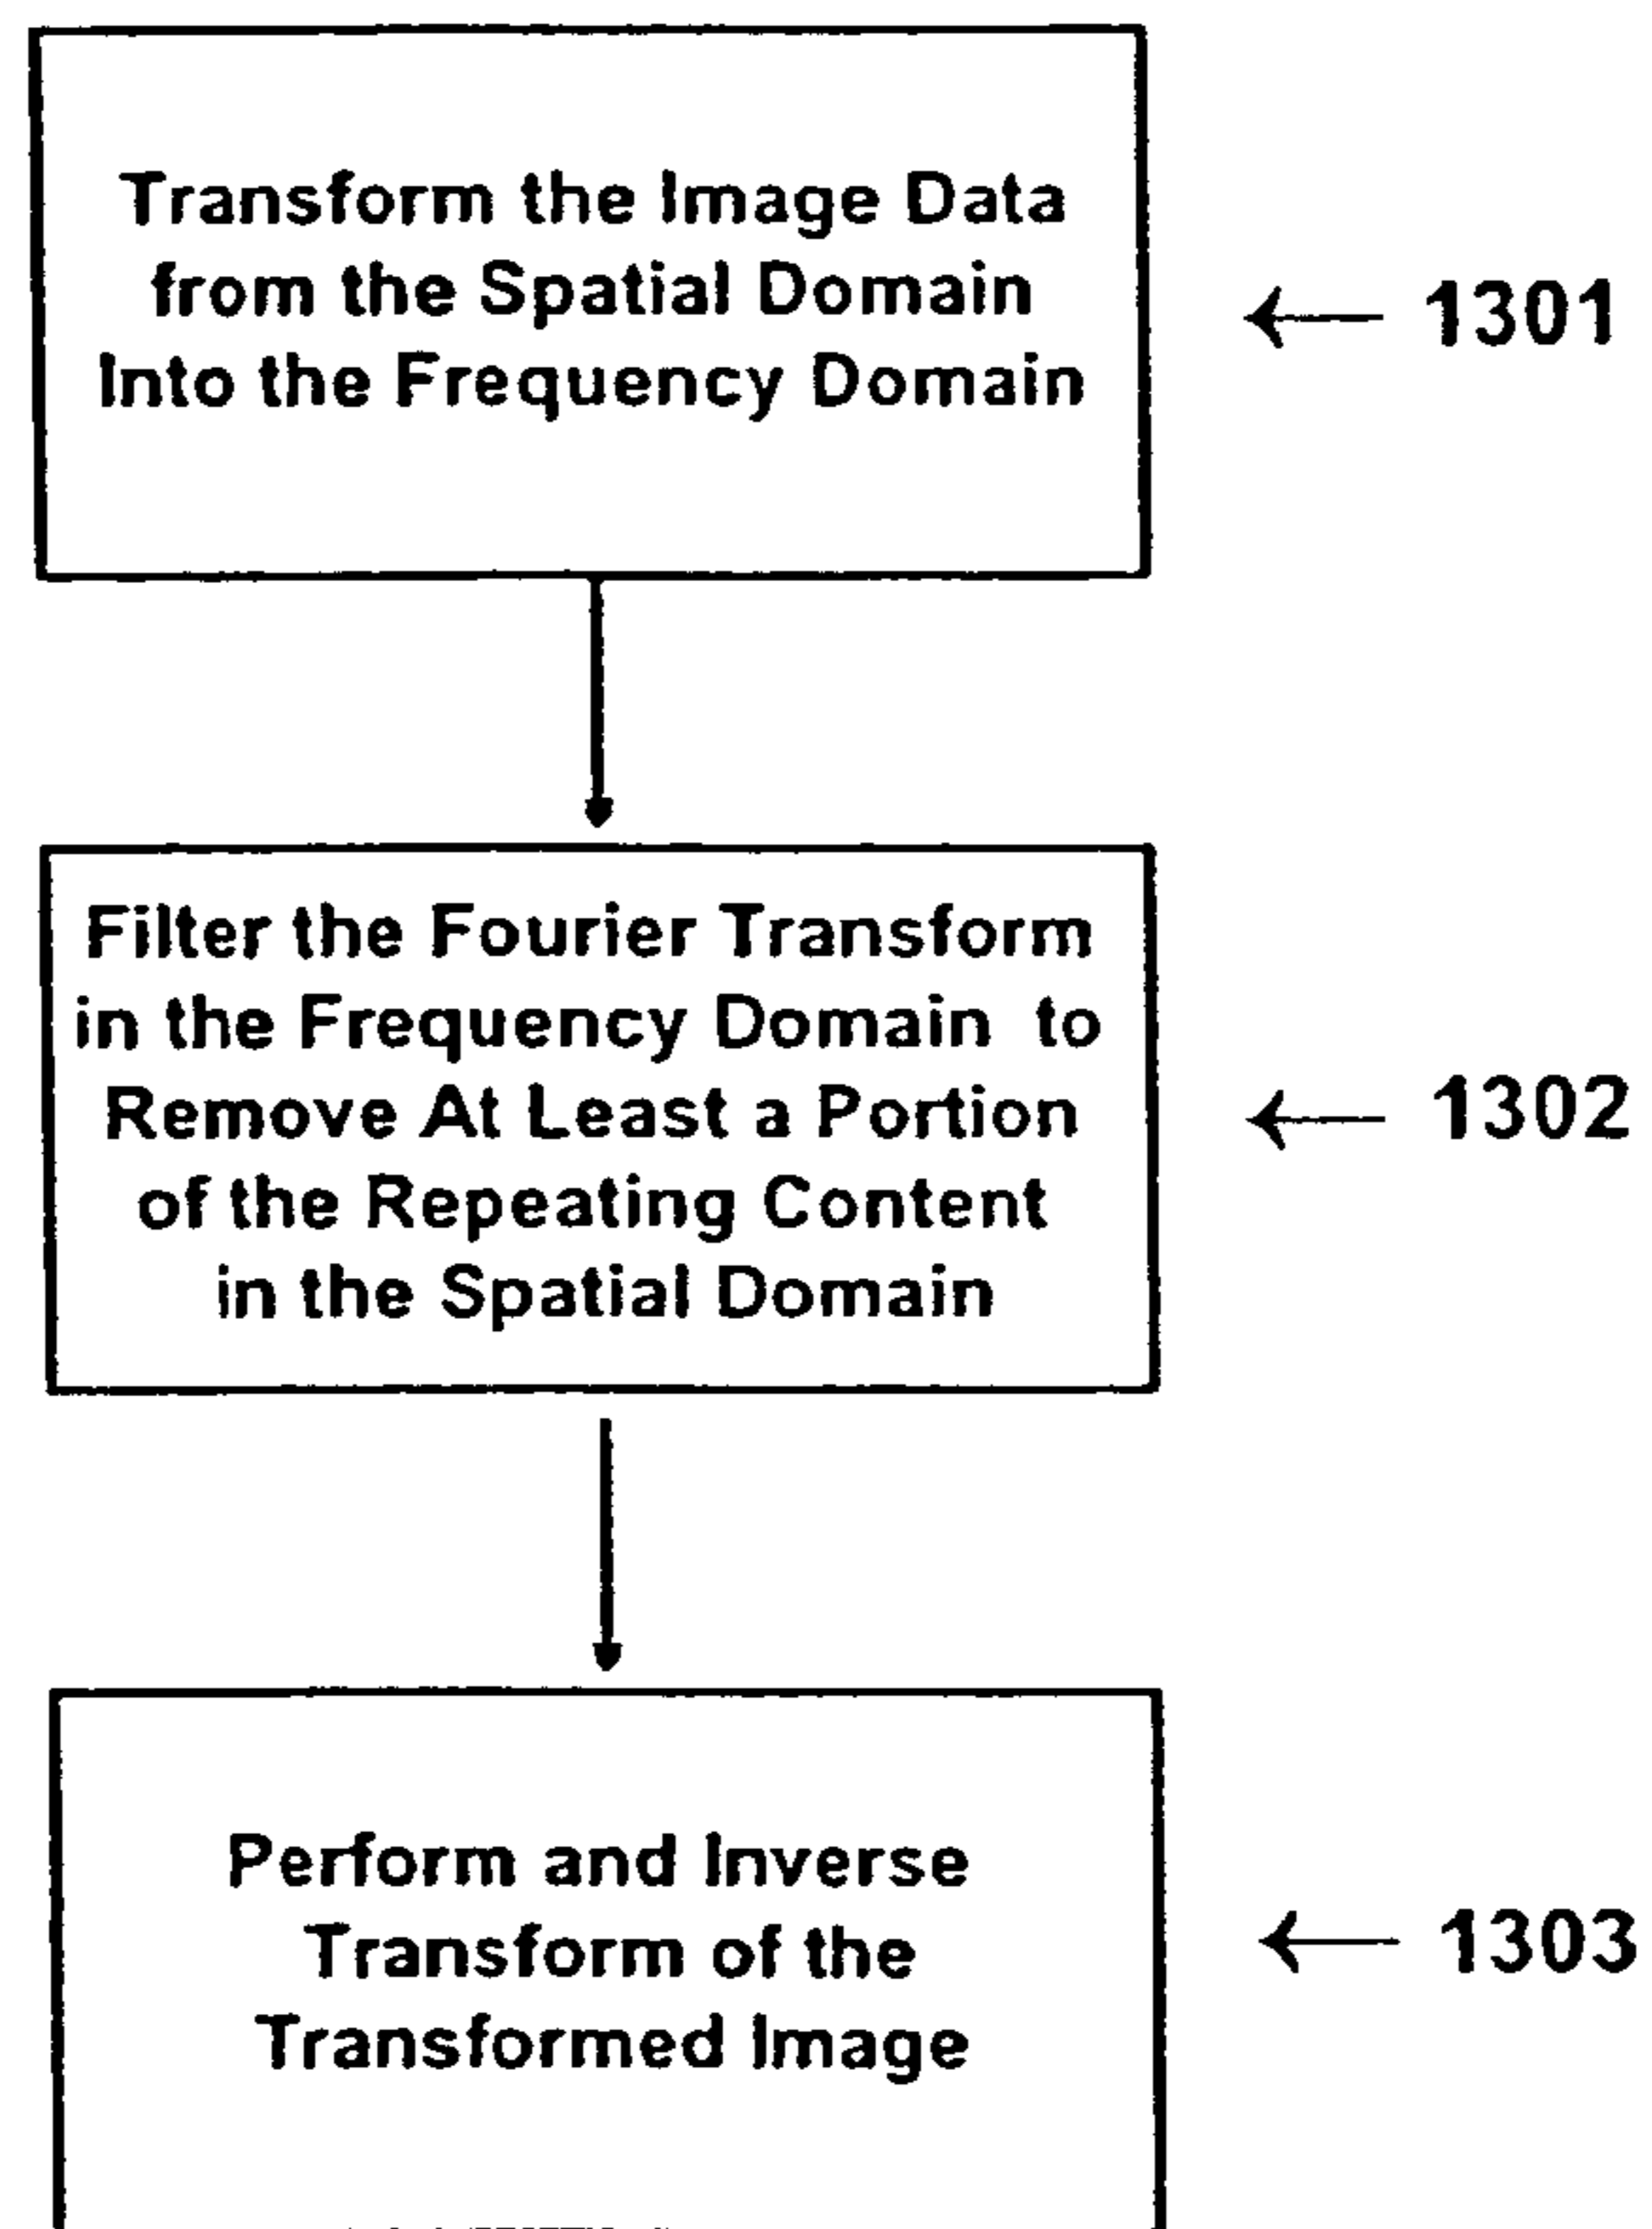 Transform the Image Data
from the Spatial Domain
Into the Frequency Domain
1301
Filter the Fourier Transform
in the Frequency Domain to
Remove At Least a Portion
of the Repeating Content
in the Spatial Domain
1302
Perform and Inverse
Transform of the
Transformed Image
1303